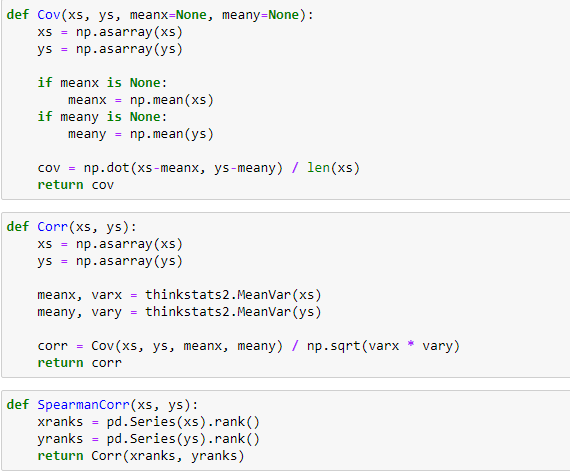 def Cov(xs, ys, meanx=None, meany=None):
    xs = np.asarray(xs)
    ys = np.asarray(ys)

    if meanx is None:
        meanx = np.mean(xs)
    if meany is None:
        meany = np.mean(ys)

    cov = np.dot(xs-meanx, ys-meany) / len(xs)
    return cov

def Corr(xs, ys):
    xs = np.asarray(xs)
    ys = np.asarray(ys)

    meanx, varx = thinkstats2.MeanVar(xs)
    meany, vary = thinkstats2.MeanVar(ys)

    corr = Cov(xs, ys, meanx, meany) / np.sqrt(varx * vary)
    return corr

def SpearmanCorr(xs, ys):
    xranks = pd.Series(xs).rank()
    yranks = pd.Series(ys).rank()
    return Corr(xranks, yranks)